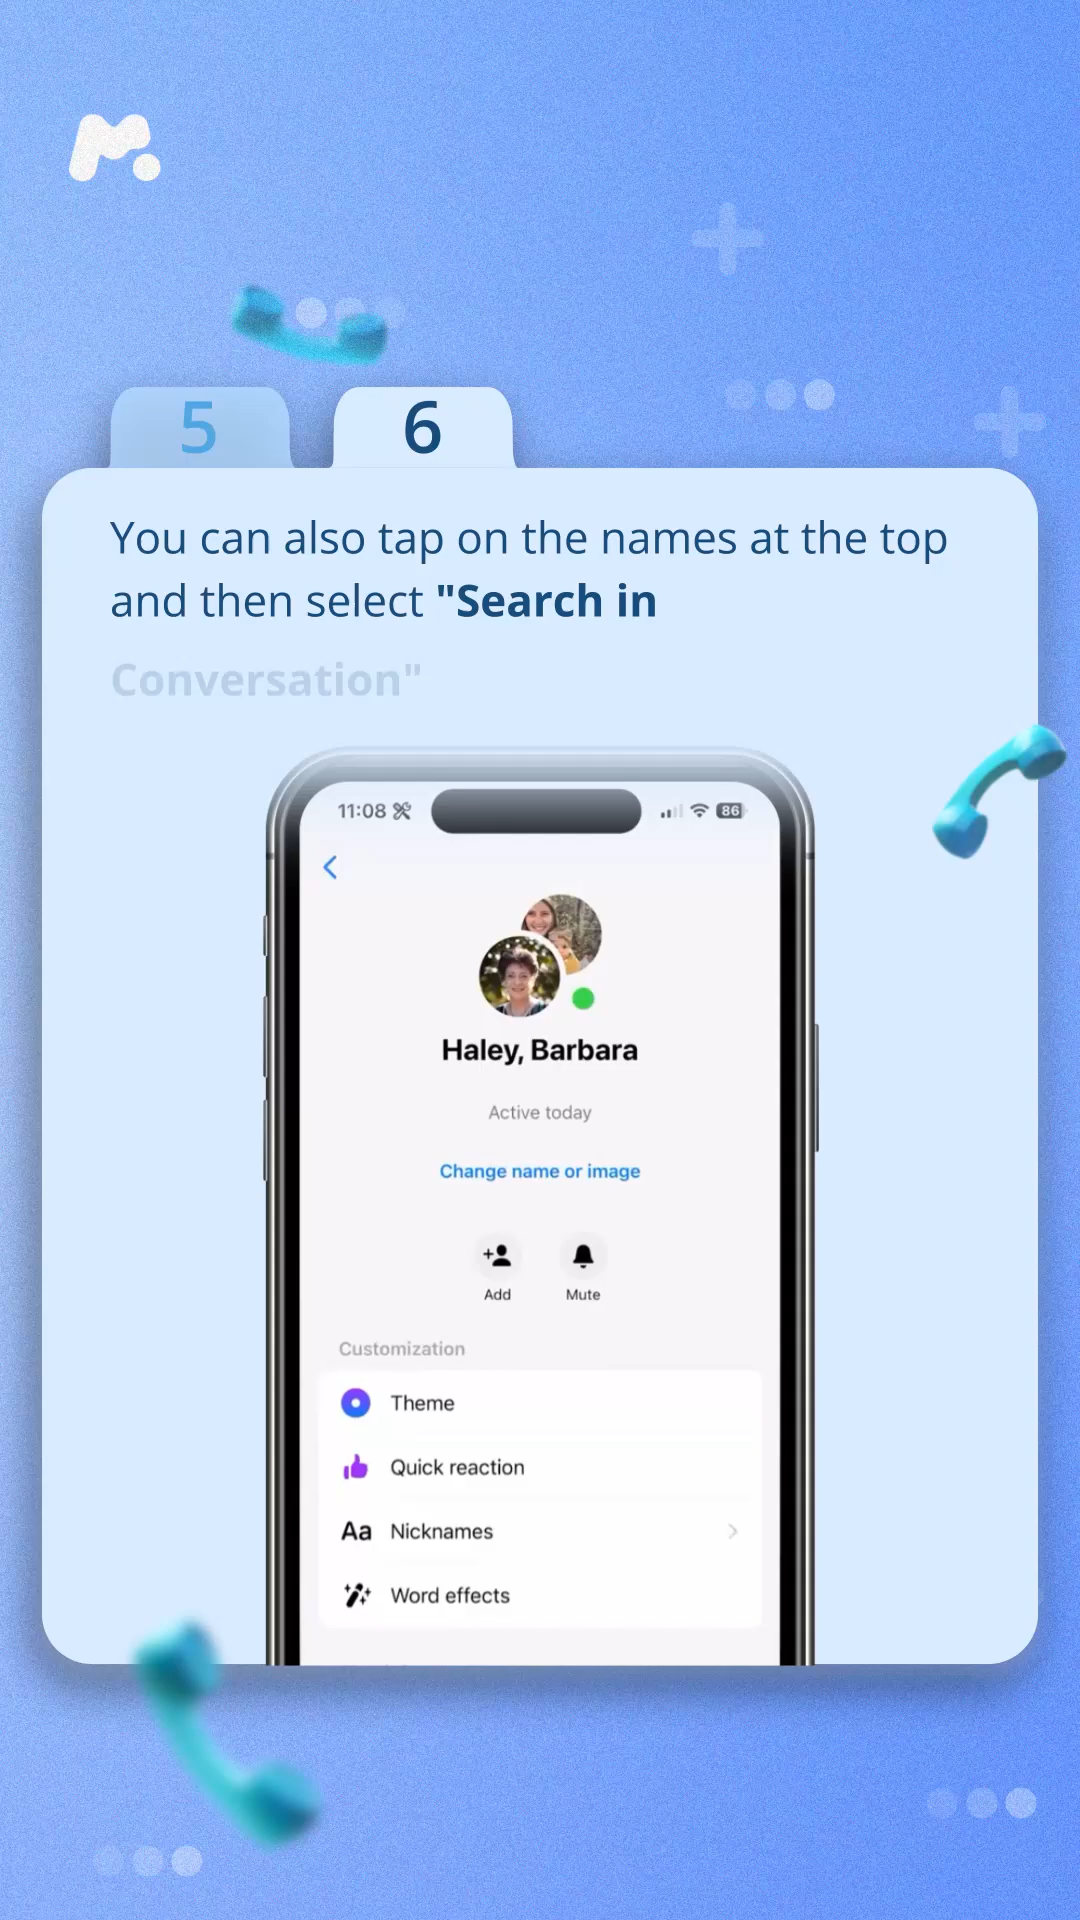 5
6
You can also tap on the names at the top
and then select "Search in
Conversation"
11:08
86
Haley, Barbara
Active today
Change name or image
Add
Mute
Customization
Theme
Quick reaction
Aa Nicknames
Word effects